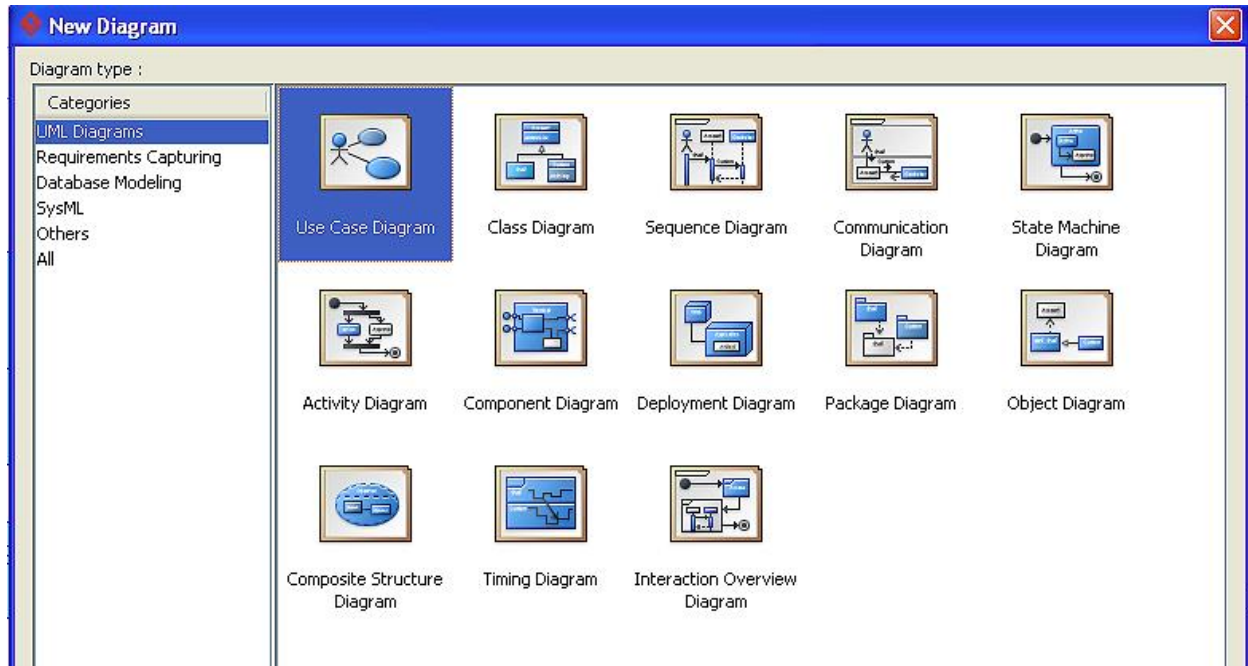 New Diagram
Diagram type :
Categories
UML Diagrams
Requirements Capturing
Database Modeling
SysML
Others
All
Use Case Diagram
Class Diagram
Sequence Diagram
Communication
Diagram
State Machine
Diagram
Activity Diagram
Component Diagram
Deployment Diagram
Package Diagram
Object Diagram
Composite Structure
Diagram
Timing Diagram
Interaction Overview
Diagram